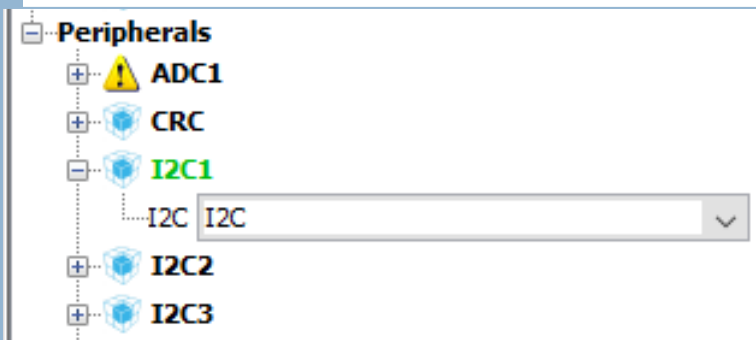 Peripherals
ADC1
CRC
I2C1
I2C I2C
I2C2
I2C3